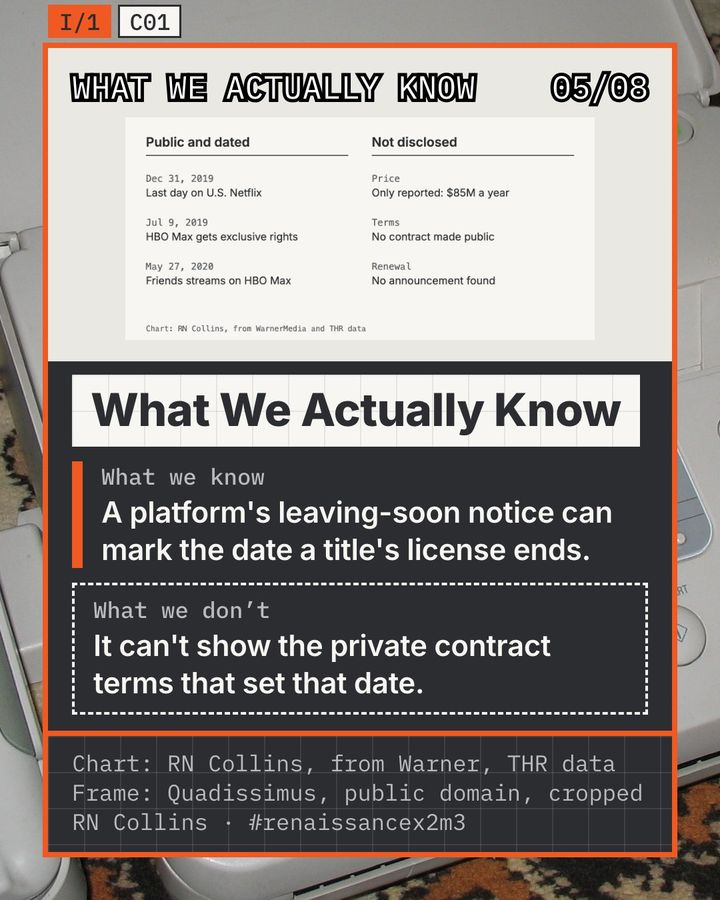 I/1 C01
WHAT WE ACTUALLY KNOW 05/08
Public and dated
Dec 31, 2019
Last day on U.S. Netflix
Jul 9, 2019
HBO Max gets exclusive rights
May 27, 2020
Friends streams on HBO Max
Not disclosed
Price
Only reported: $85M a year
Terms
No contract made public
Renewal
No announcement found
Chart: RN Collins, from WarnerMedia and THR data
What We Actually Know
What we know
A platform's leaving-soon notice can
mark the date a title's license ends.
What we don’t
It can't show the private contract
terms that set that date.
Chart: RN Collins, from Warner, THR data
Frame: Quadissimus, public domain, cropped
RN Collins · #renaissancex2m3